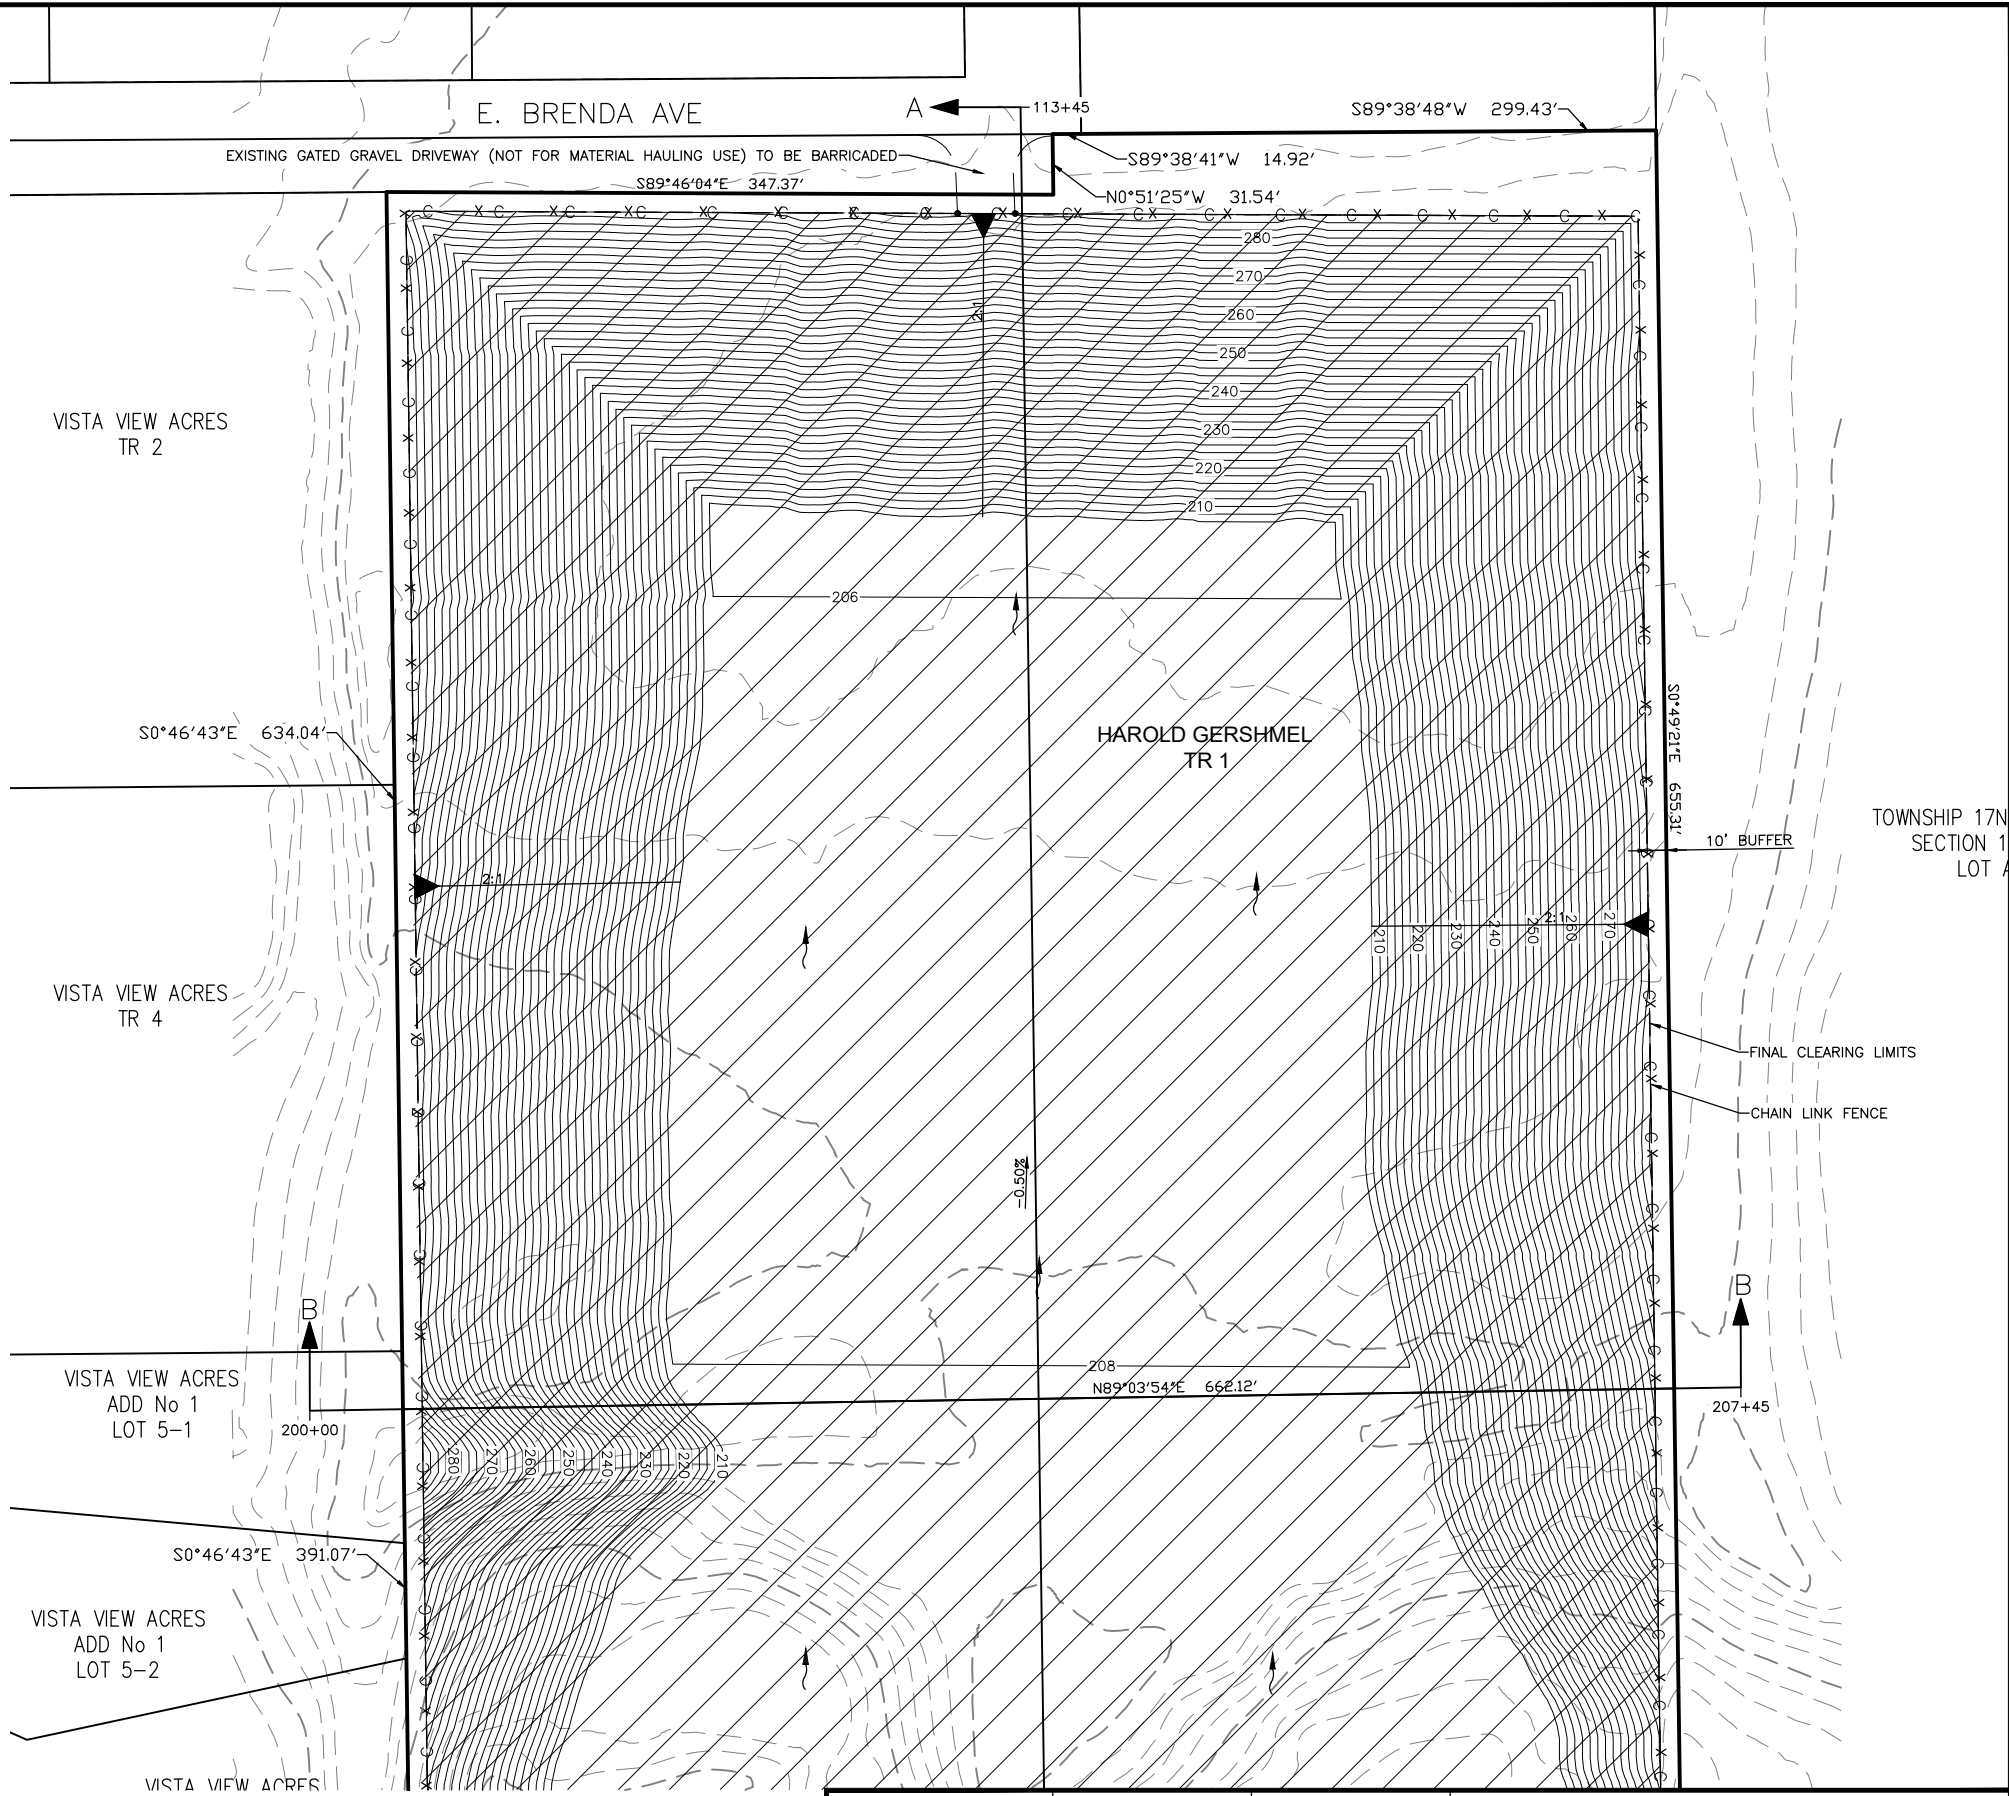 E. BRENDA AVE
A
113+45
S89°38'48"W 299.43'
EXISTING GATED GRAVEL DRIVEWAY (NOT FOR MATERIAL HAULING USE) TO BE BARRICADED
S89°38'41"W 14.92'
S89°46'04"E 347.37'
N0°51'25"W 31.54'
280
270
260
250
240
230
220
210
2:1
VISTA VIEW ACRES
TR 2
206
S0°46'43"E 634.04'
HAROLD GERSHMEL
TR 1
S0°49'21"E 655.31'
10' BUFFER
TOWNSHIP 17N
SECTION 1
LOT A
2:1
2:1
210
220
230
240
250
260
270
VISTA VIEW ACRES
TR 4
FINAL CLEARING LIMITS
CHAIN LINK FENCE
-0.50%
B
B
208
N89°03'54"E 662.12'
200+00
207+45
VISTA VIEW ACRES
ADD No 1
LOT 5-1
280
270
260
250
240
230
220
210
S0°46'43"E 391.07'
VISTA VIEW ACRES
ADD No 1
LOT 5-2
VISTA VIEW ACRES